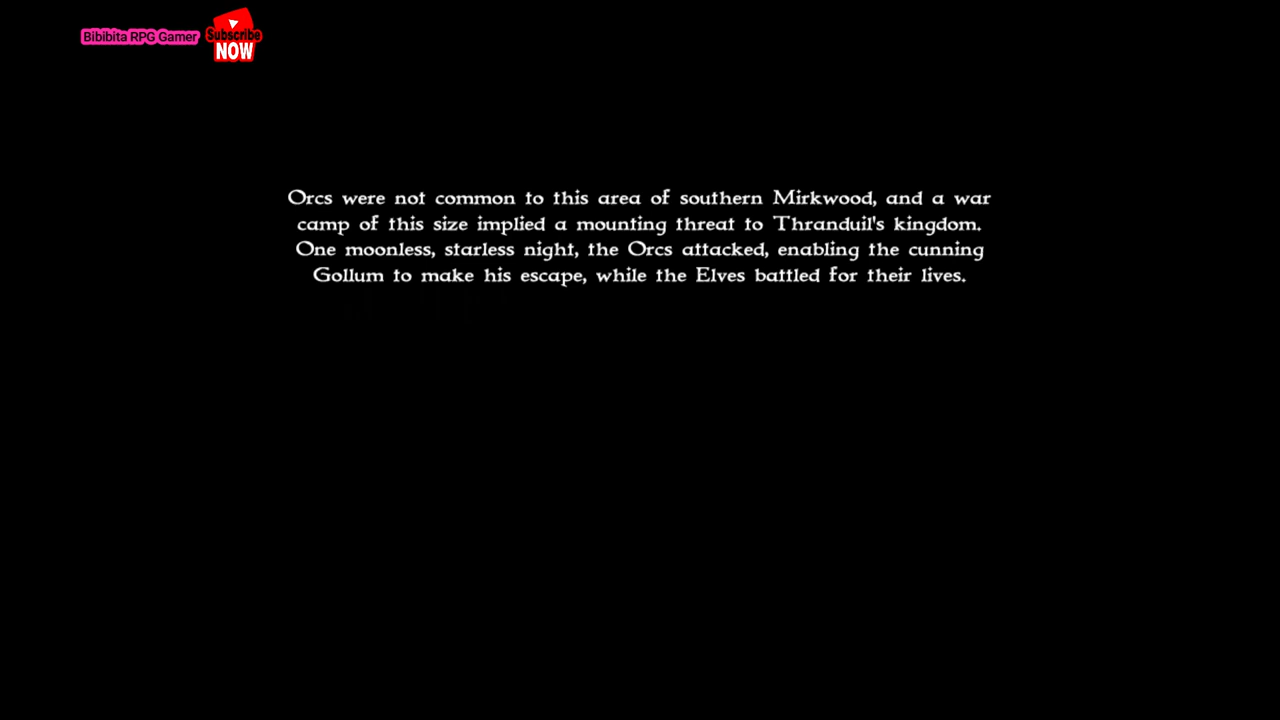 Bibibita RPG Gamer
Subscribe
NOW
Orcs were not common to this area of southern Mirkwood, and a war
camp of this size implied a mounting threat to Thranduil's kingdom.
One moonless, starless night, the Orcs attacked, enabling the cunning
Gollum to make his escape, while the Elves battled for their lives.